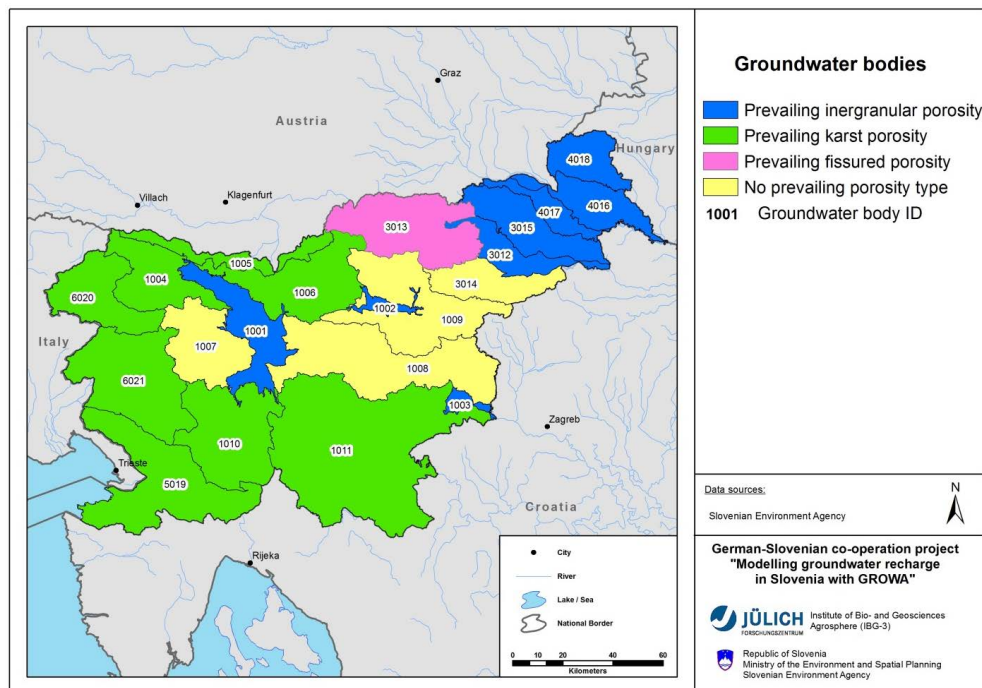 Graz
Austria
Hungary
4018
Villach
Klagenfurt
4017
4016
3013
3015
3012
1005
1004
1006
3014
6020
1002
1009
1001
Italy
1007
1008
6021
1003
Zagreb
1010
1011
Trieste
5019
Croatia
Rijeka
City
River
Lake / Sea
National Border
0 10 20 40 60
Kilometers
Groundwater bodies
Prevailing inergranular porosity
Prevailing karst porosity
Prevailing fissured porosity
No prevailing porosity type
1001 Groundwater body ID
Data sources:
Slovenian Environment Agency
N
German-Slovenian co-operation project
"Modelling groundwater recharge
in Slovenia with GROWA"
JÜLICH
FORSCHUNGSZENTRUM
Institute of Bio- and Geosciences
Agrosphere (IBG-3)
Republic of Slovenia
Ministry of the Environment and Spatial Planning
Slovenian Environment Agency